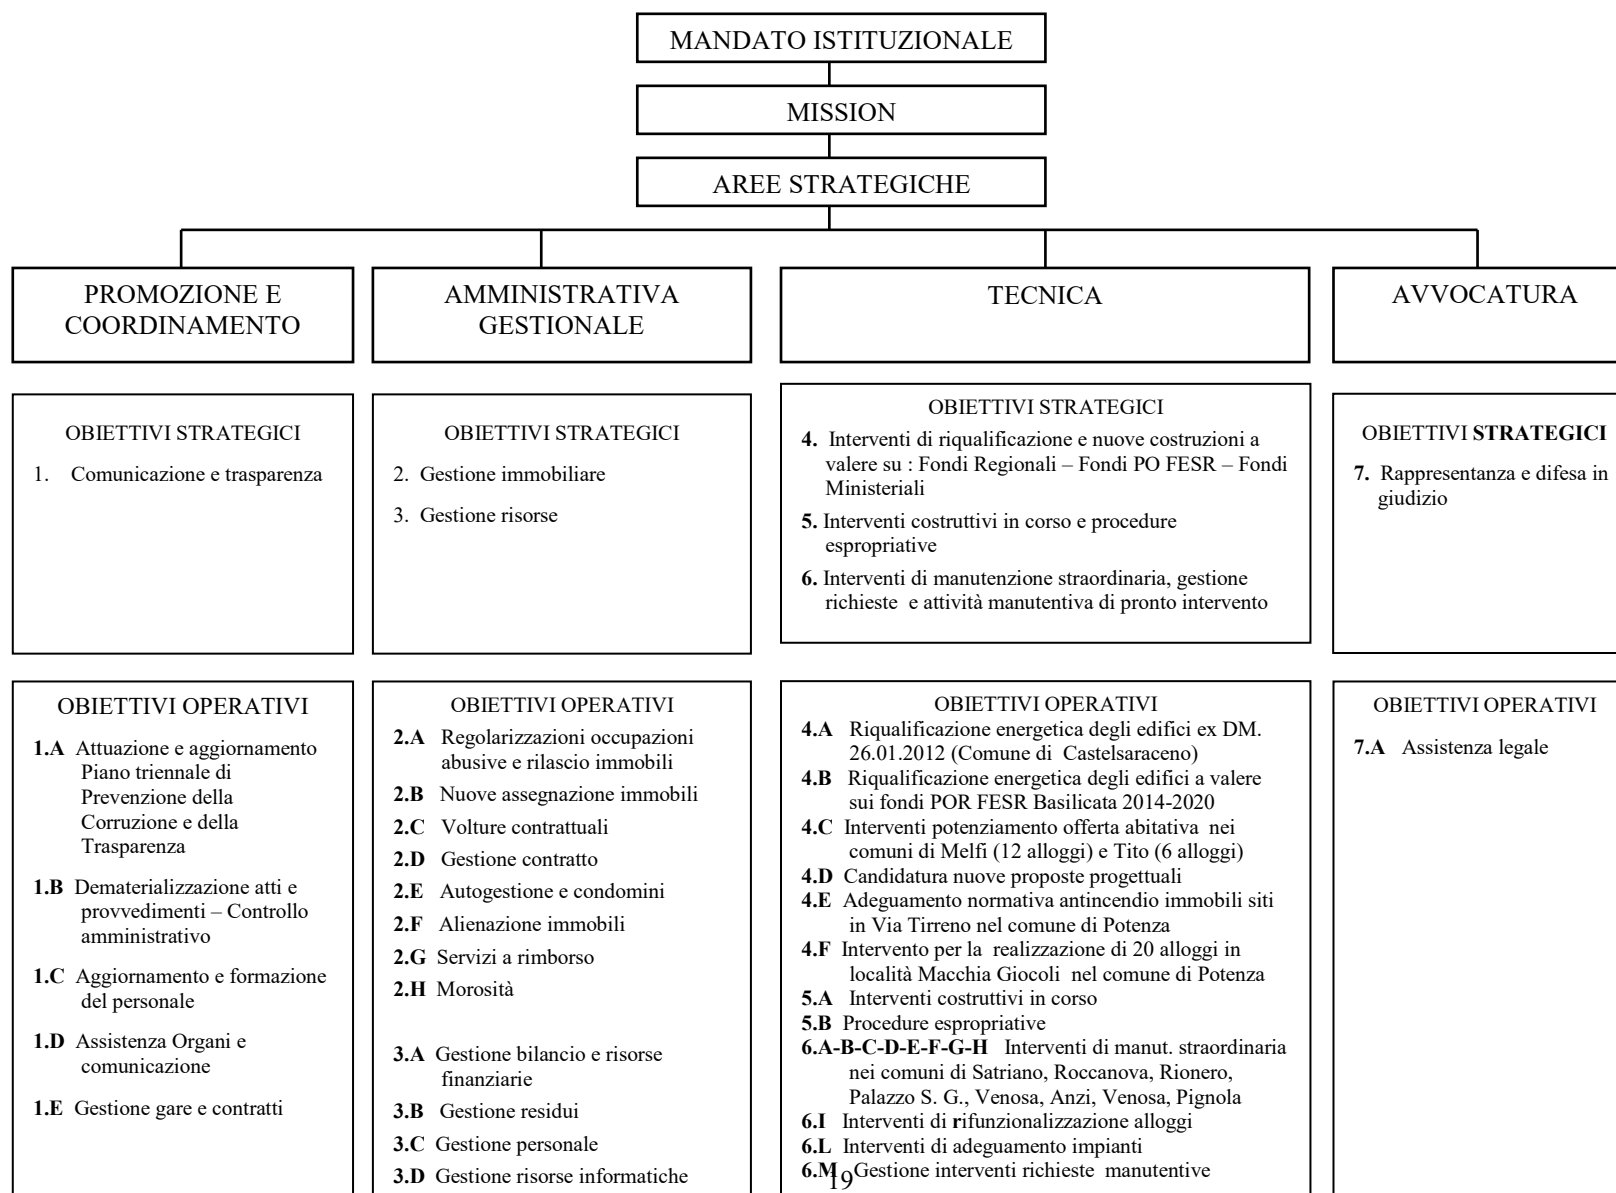 MANDATO ISTITUZIONALE
MISSION
AREE STRATEGICHE
PROMOZIONE E
COORDINAMENTO
AMMINISTRATIVA
GESTIONALE
TECNICA
AVVOCATURA
OBIETTIVI STRATEGICI
1. Comunicazione e trasparenza
OBIETTIVI STRATEGICI
2. Gestione immobiliare
3. Gestione risorse
OBIETTIVI STRATEGICI
4. Interventi di riqualificazione e nuove costruzioni a
valere su : Fondi Regionali – Fondi PO FESR – Fondi
Ministeriali
5. Interventi costruttivi in corso e procedure
espropriative
6. Interventi di manutenzione straordinaria, gestione
richieste e attività manutentiva di pronto intervento
OBIETTIVI STRATEGICI
7. Rappresentanza e difesa in
giudizio
OBIETTIVI OPERATIVI
1.A Attuazione e aggiornamento
Piano triennale di
Prevenzione della
Corruzione e della
Trasparenza
1.B Dematerializzazione atti e
provvedimenti – Controllo
amministrativo
1.C Aggiornamento e formazione
del personale
1.D Assistenza Organi e
comunicazione
1.E Gestione gare e contratti
OBIETTIVI OPERATIVI
2.A Regolarizzazioni occupazioni
abusive e rilascio immobili
2.B Nuove assegnazione immobili
2.C Volture contrattuali
2.D Gestione contratto
2.E Autogestione e condomini
2.F Alienazione immobili
2.G Servizi a rimborso
2.H Morosità
3.A Gestione bilancio e risorse
finanziarie
3.B Gestione residui
3.C Gestione personale
3.D Gestione risorse informatiche
OBIETTIVI OPERATIVI
4.A Riqualificazione energetica degli edifici ex DM.
26.01.2012 (Comune di Castelsaraceno)
4.B Riqualificazione energetica degli edifici a valere
sui fondi POR FESR Basilicata 2014-2020
4.C Interventi potenziamento offerta abitativa nei
comuni di Melfi (12 alloggi) e Tito (6 alloggi)
4.D Candidatura nuove proposte progettuali
4.E Adeguamento normativa antincendio immobili siti
in Via Tirreno nel comune di Potenza
4.F Intervento per la realizzazione di 20 alloggi in
località Macchia Giocoli nel comune di Potenza
5.A Interventi costruttivi in corso
5.B Procedure espropriative
6.A-B-C-D-E-F-G-H Interventi di manut. straordinaria
nei comuni di Satriano, Roccanova, Rionero,
Palazzo S. G., Venosa, Anzi, Venosa, Pignola
6.I Interventi di rifunzionalizzazione alloggi
6.L Interventi di adeguamento impianti
6.M Gestione interventi richieste manutentive
OBIETTIVI OPERATIVI
7.A Assistenza legale
19